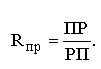 Rпр = ПР/РП.